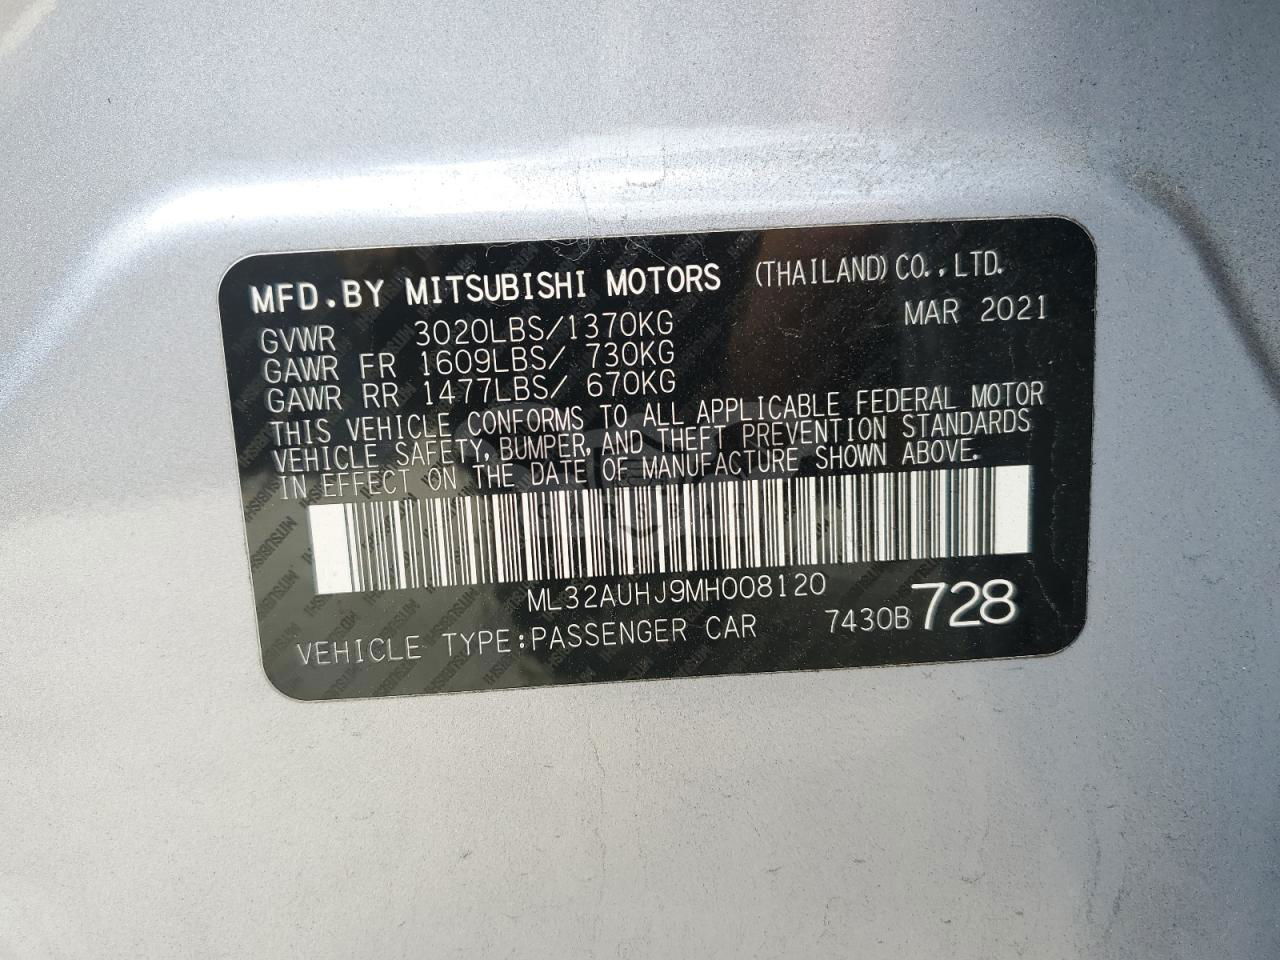 MFD.BY MITSUBISHI MOTORS (THAILAND)CO.,LTD.
GVWR 3020LBS/1370KG MAR 2021
GAWR FR 1609LBS/ 730KG
GAWR RR 1477LBS/ 670KG
THIS VEHICLE CONFORMS TO ALL APPLICABLE FEDERAL MOTOR
VEHICLE SAFETY,BUMPER,AND THEFT PREVENTION STANDARDS
IN EFFECT ON THE DATE OF MANUFACTURE SHOWN ABOVE.
ML32AUHJ9MH008120
VEHICLE TYPE:PASSENGER CAR 7430B 728